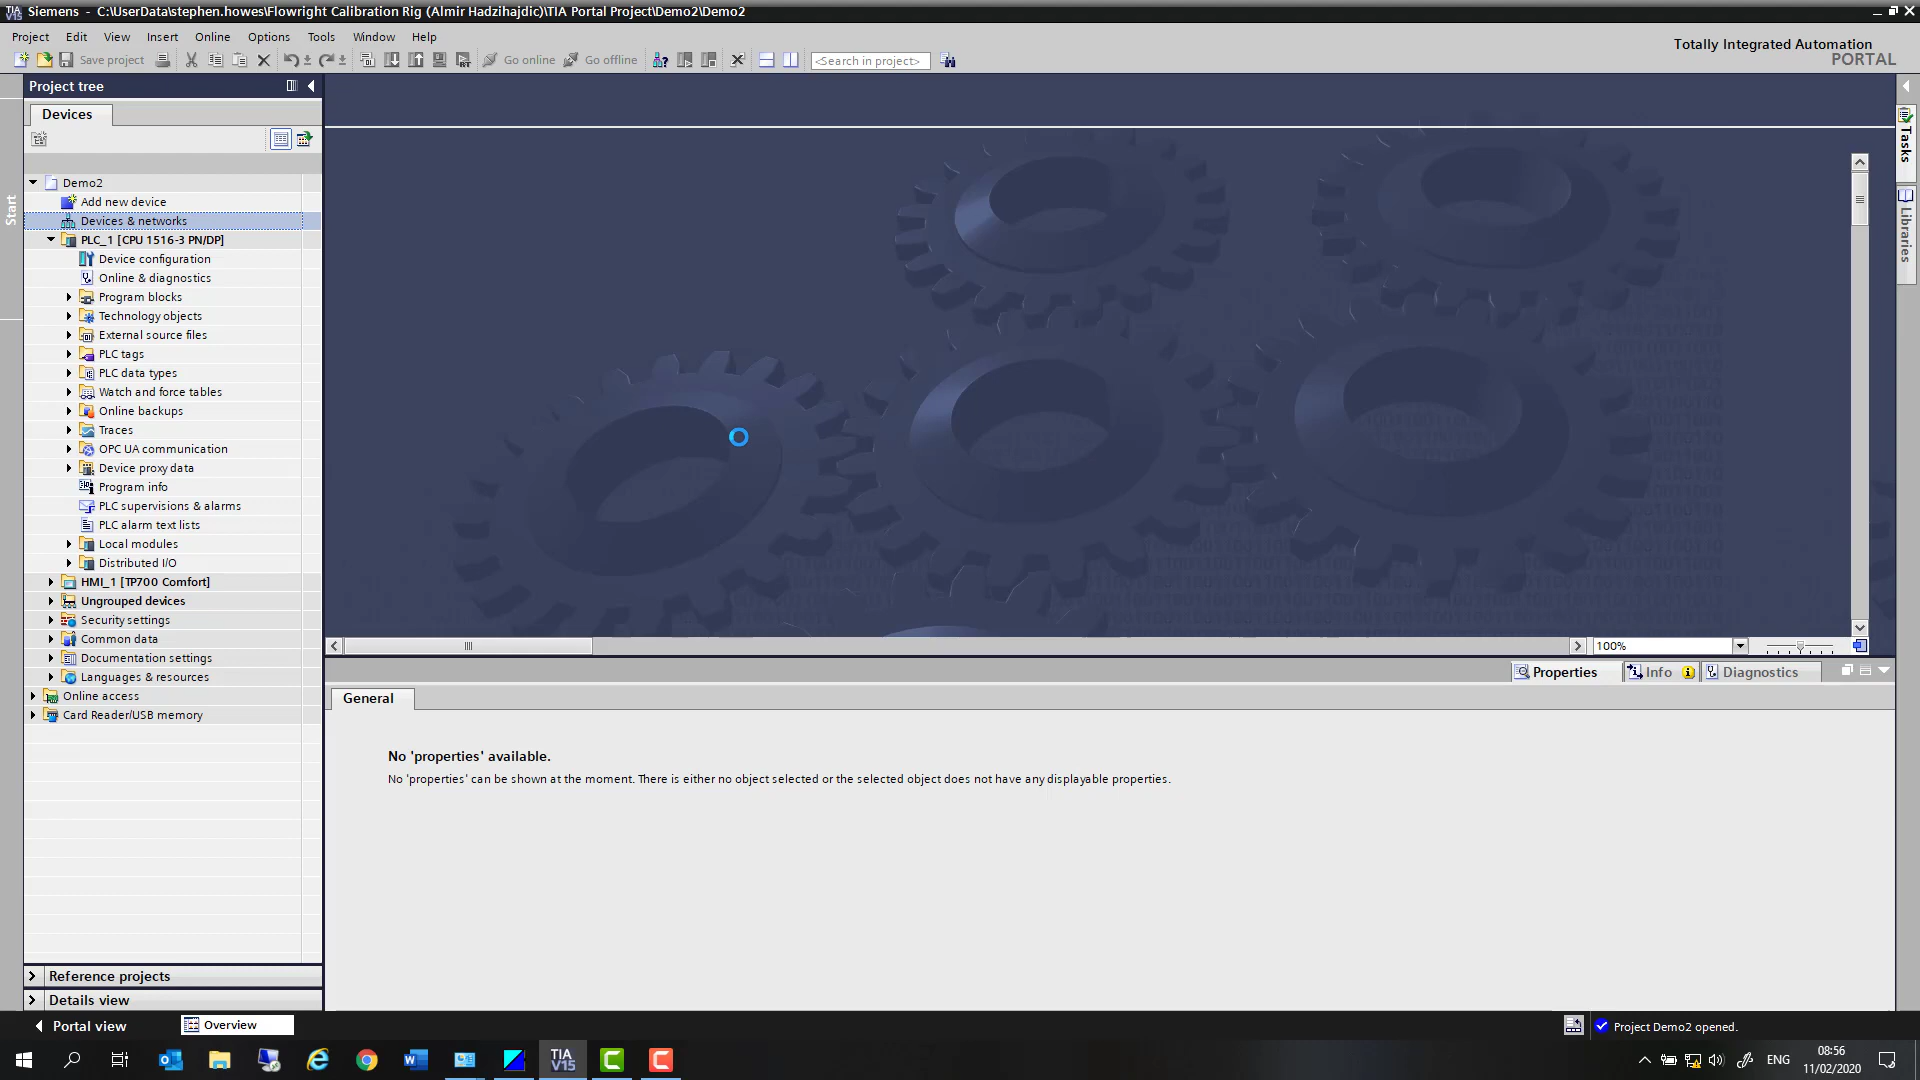 Siemens - C:\UserData\stephen.howes\Flowright Calibration Rig (Almir Hadzihajdic)\TIA Portal Project\Demo2\Demo2
Project Edit View Insert Online Options Tools Window Help
Totally Integrated Automation
PORTAL
Save project
Go online
Go offline
<Search in project>
Project tree
Devices
Start
Demo2
Add new device
Devices & networks
PLC_1 [CPU 1516-3 PN/DP]
Device configuration
Online & diagnostics
Program blocks
Technology objects
External source files
PLC tags
PLC data types
Watch and force tables
Online backups
Traces
OPC UA communication
Device proxy data
Program info
PLC supervisions & alarms
PLC alarm text lists
Local modules
Distributed I/O
HMI_1 [TP700 Comfort]
Ungrouped devices
Security settings
Common data
Documentation settings
Languages & resources
Online access
Card Reader/USB memory
Reference projects
Details view
Tasks
Libraries
100%
Properties
Info
Diagnostics
General
No 'properties' available.
No 'properties' can be shown at the moment. There is either no object selected or the selected object does not have any displayable properties.
Portal view
Overview
Project Demo2 opened.
TIA
V15
ENG
08:56
11/02/2020